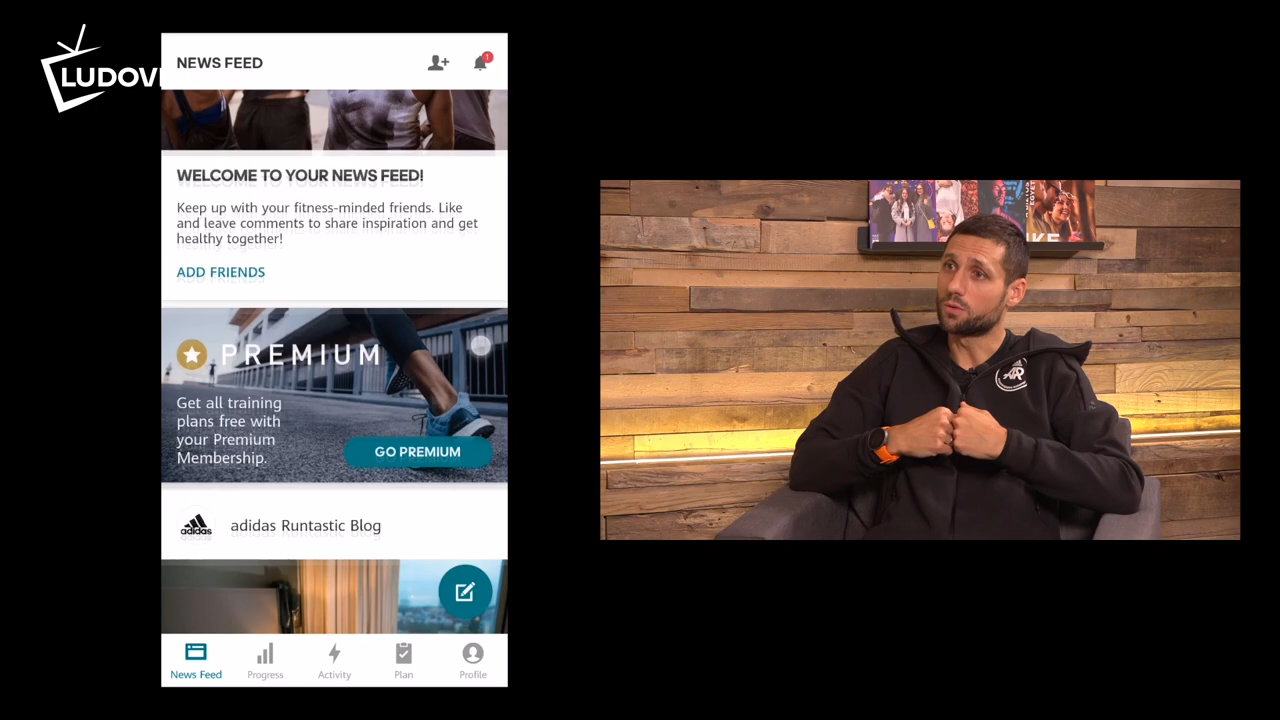 LUDOV
NEWS FEED
1
WELCOME TO YOUR NEWS FEED!
Keep up with your fitness-minded friends. Like
and leave comments to share inspiration and get
healthy together!
ADD FRIENDS
PREMIUM
Get all training
plans free with
your Premium
Membership.
GO PREMIUM
adidas
adidas Runtastic Blog
News Feed
Progress
Activity
Plan
Profile
AR